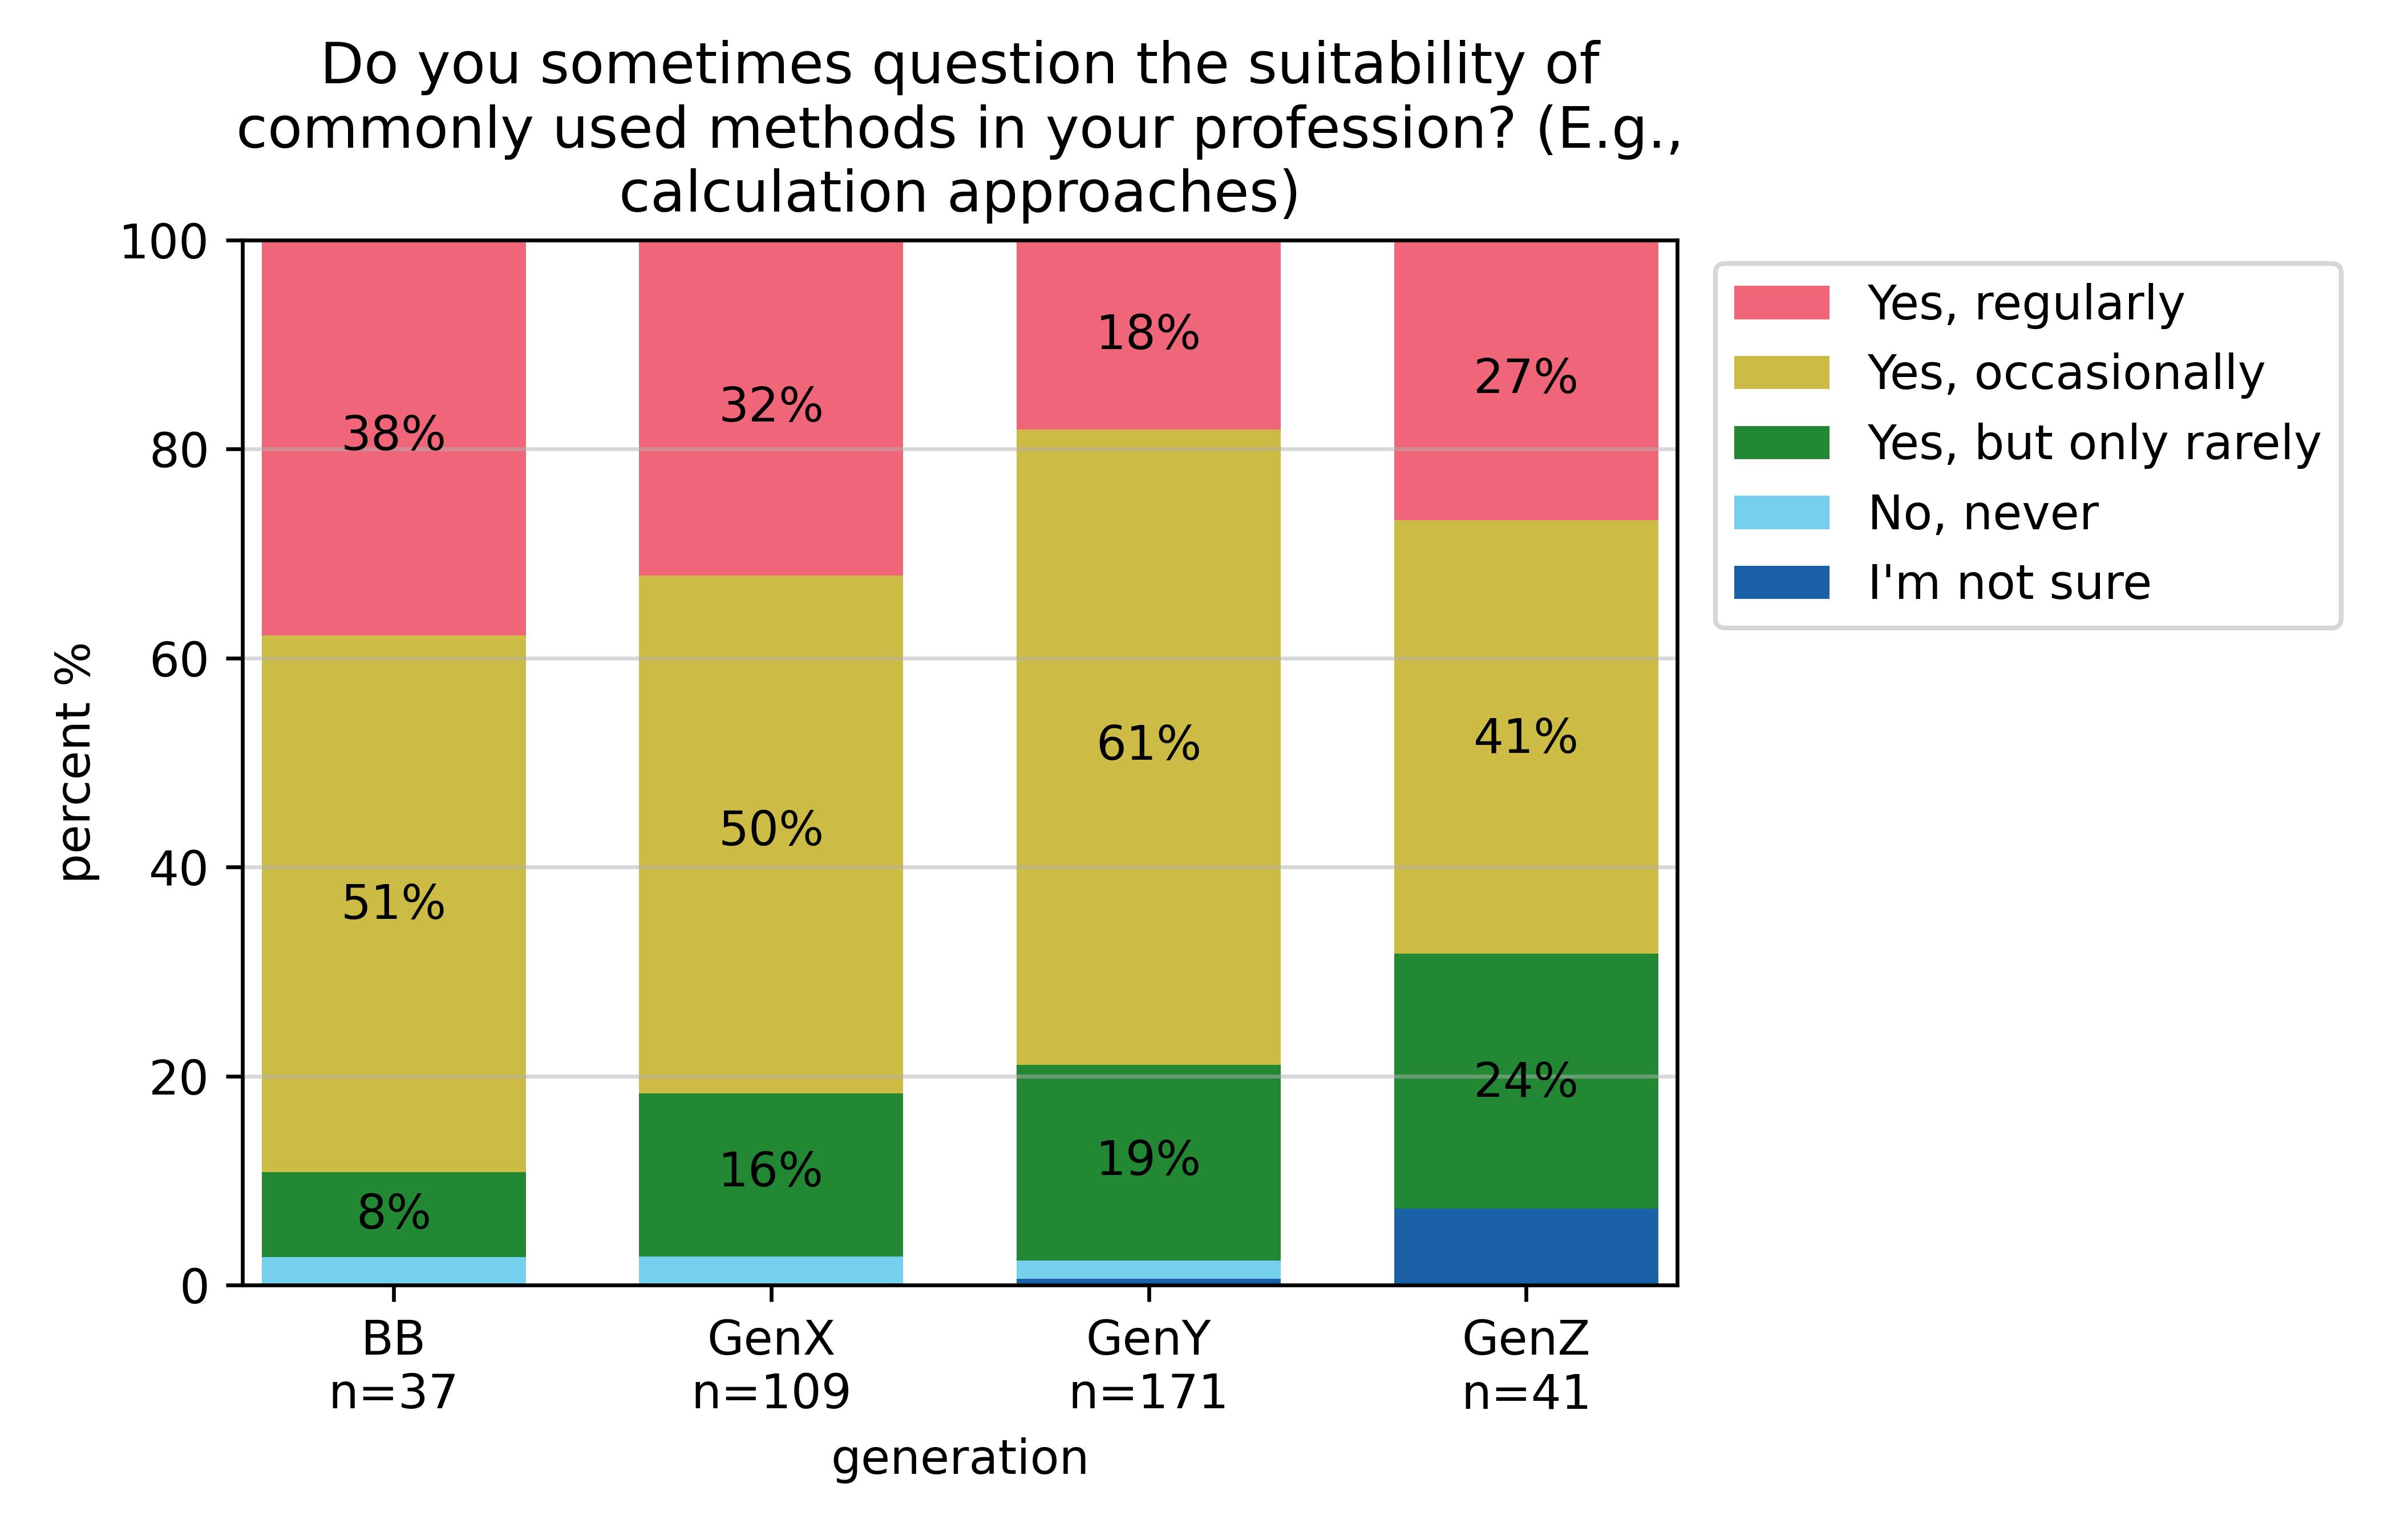 Do you sometimes question the suitability of
commonly used methods in your profession? (E.g.,
calculation approaches)
percent %
100
80
60
40
20
0
38%
51%
8%
32%
50%
16%
18%
61%
19%
27%
41%
24%
BB
n=37
GenX
n=109
GenY
n=171
GenZ
n=41
generation
Yes, regularly
Yes, occasionally
Yes, but only rarely
No, never
I'm not sure